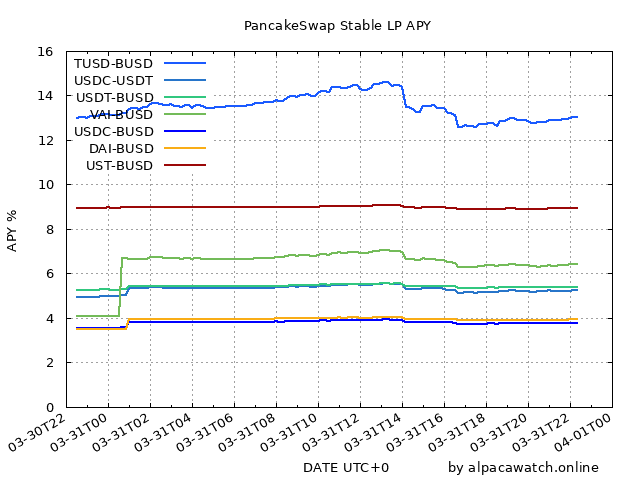 PancakeSwap Stable LP APY
APY %
16
14
12
10
8
6
4
2
0
TUSD-BUSD
USDC-USDT
USDT-BUSD
VAI-BUSD
USDC-BUSD
DAI-BUSD
UST-BUSD
03-30T22
03-31T00
03-31T02
03-31T04
03-31T06
03-31T08
03-31T10
03-31T12
03-31T14
03-31T16
03-31T18
03-31T20
03-31T22
04-01T00
DATE UTC+0
by alpacawatch.online